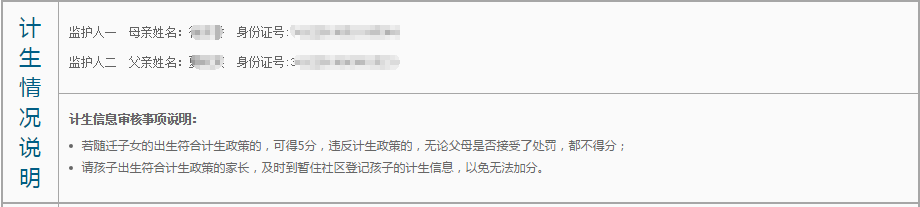 计生情况说明
监护人一 母亲姓名： 身份证号:
监护人二 父亲姓名： 身份证号:3
计生信息审核事项说明：
• 若随迁子女的出生符合计生政策的，可得5分，违反计生政策的，无论父母是否接受了处罚，都不得分；
• 请孩子出生符合计生政策的家长，及时到暂住社区登记孩子的计生信息，以免无法加分。